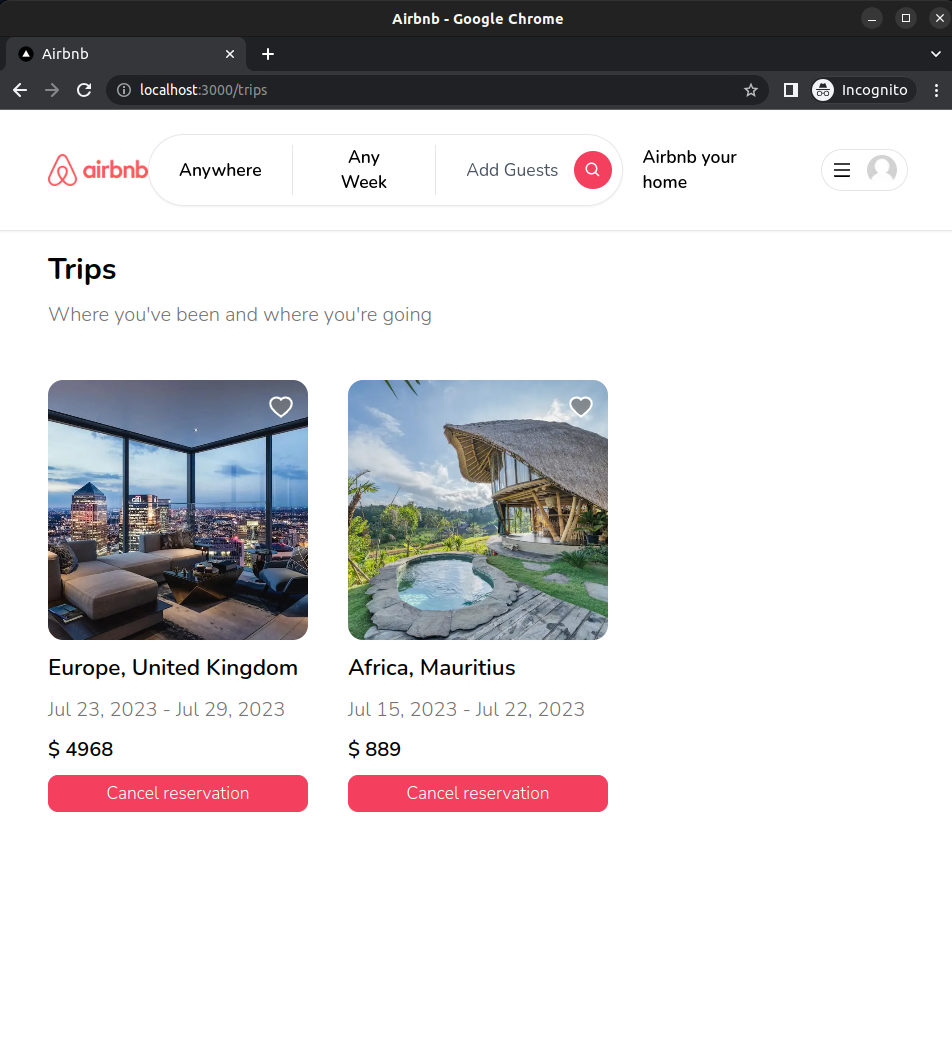 Airbnb - Google Chrome
Airbnb
localhost:3000/trips
Incognito
airbnb
Anywhere
Any
Week
Add Guests
Airbnb your
home
Trips
Where you've been and where you're going
Europe, United Kingdom
Jul 23, 2023 - Jul 29, 2023
$ 4968
Cancel reservation
Africa, Mauritius
Jul 15, 2023 - Jul 22, 2023
$ 889
Cancel reservation